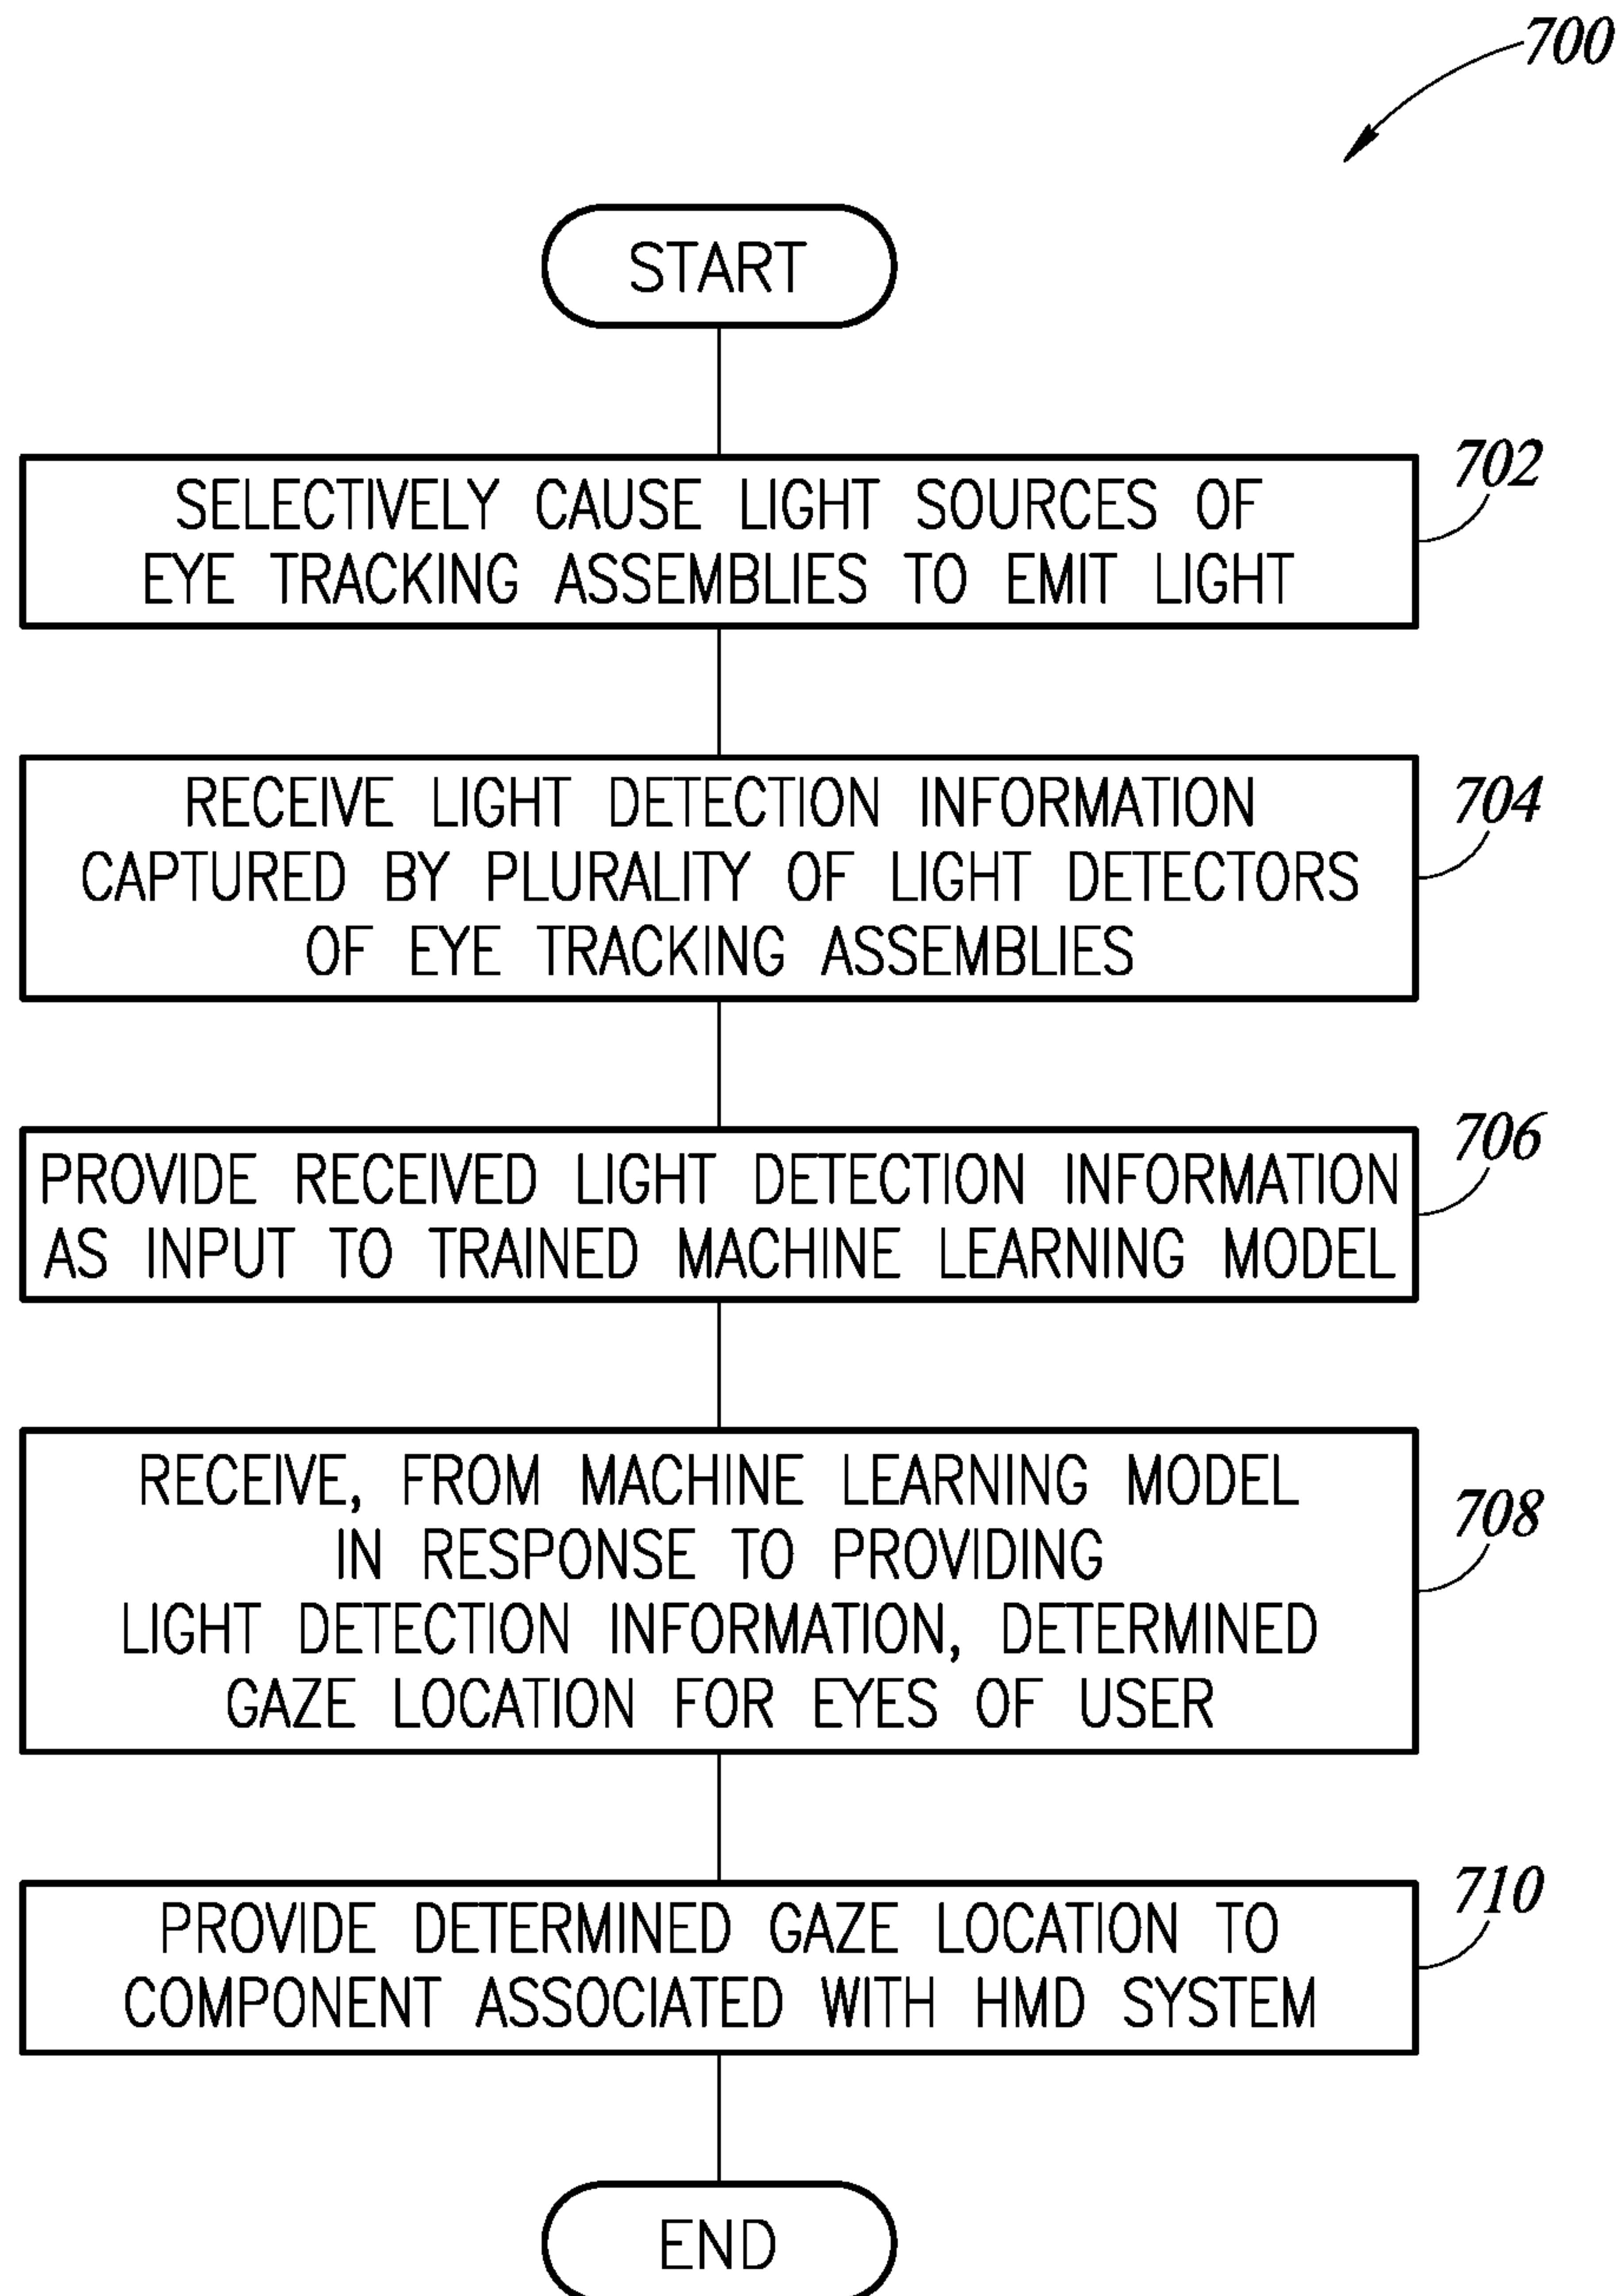 700
START
702
SELECTIVELY CAUSE LIGHT SOURCES OF
EYE TRACKING ASSEMBLIES TO EMIT LIGHT
704
RECEIVE LIGHT DETECTION INFORMATION
CAPTURED BY PLURALITY OF LIGHT DETECTORS
OF EYE TRACKING ASSEMBLIES
706
PROVIDE RECEIVED LIGHT DETECTION INFORMATION
AS INPUT TO TRAINED MACHINE LEARNING MODEL
708
RECEIVE, FROM MACHINE LEARNING MODEL
IN RESPONSE TO PROVIDING
LIGHT DETECTION INFORMATION, DETERMINED
GAZE LOCATION FOR EYES OF USER
710
PROVIDE DETERMINED GAZE LOCATION TO
COMPONENT ASSOCIATED WITH HMD SYSTEM
END